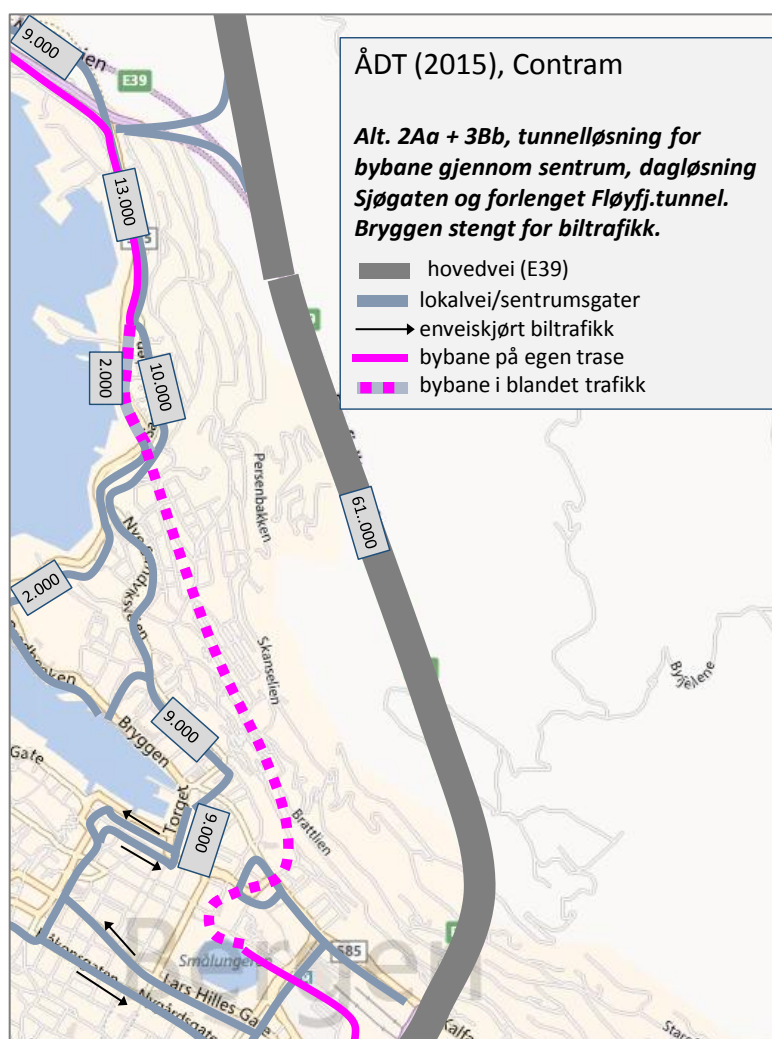 ÅDT (2015), Contram
Alt. 2Aa + 3Bb, tunnelløsning for
bybane gjennom sentrum, dagløsning
Sjøgaten og forlenget Fløyfj.tunnel.
Bryggen stengt for biltrafikk.
hovedvei (E39)
lokalvei/sentrumsgater
enveiskjørt biltrafikk
bybane på egen trase
bybane i blandet trafikk
9.000
E39
13.000
2.000
10.000
Persenbakken
61..000
2.000
Skanselien
Byfjellene
9.000
Bryggen
Gate
Torget
9.000
Brattlien
585
Bergen
Smålungeren
Lars Hilles Gate
Nygårdsgaten